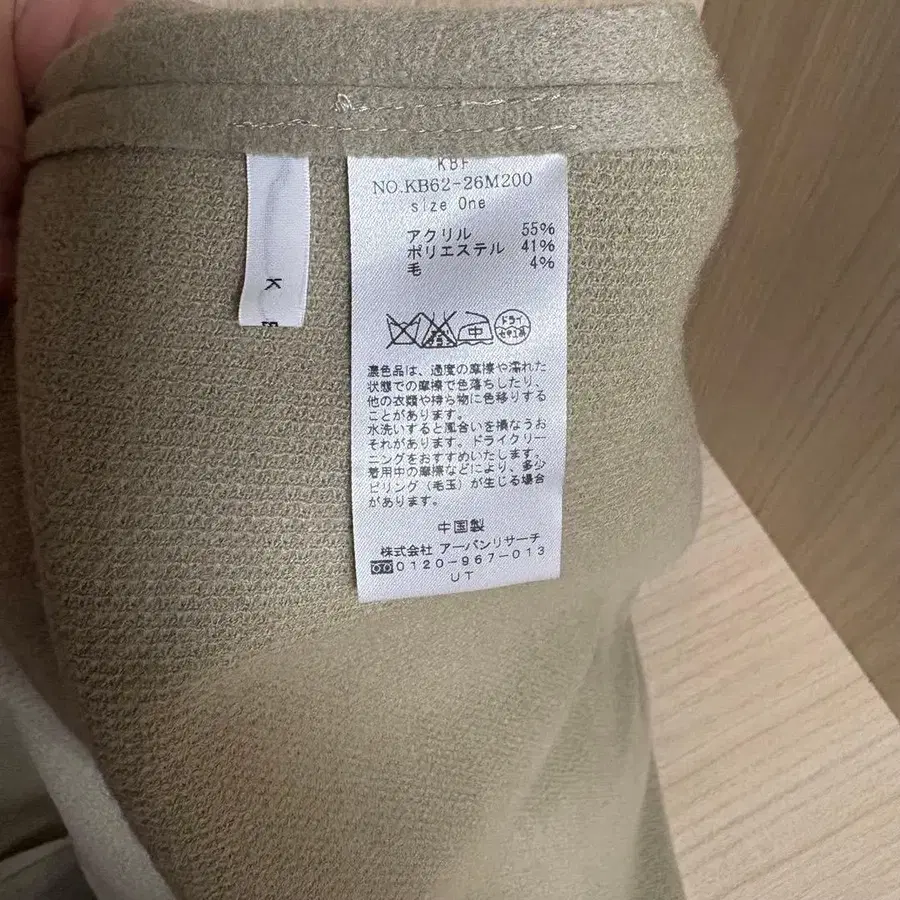 KBF
NO.KB62-26M200
size One
アクリル 55%
ポリエステル 41%
毛 4%
中
ドライ
セキユ系
濃色品は、過度の摩擦や濡れた
状態での摩擦で色落ちしたり、
他の衣類や持ち物に色移りする
ことがあります。
水洗いすると風合いを損なうお
それがあります。ドライクリー
ニングをおすすめいたします。
着用中の摩擦などにより、多少
ピリング(毛玉)が生じる場合
があります。
中国製
株式会社 アーバンリサーチ
0120-967-013
UT
K